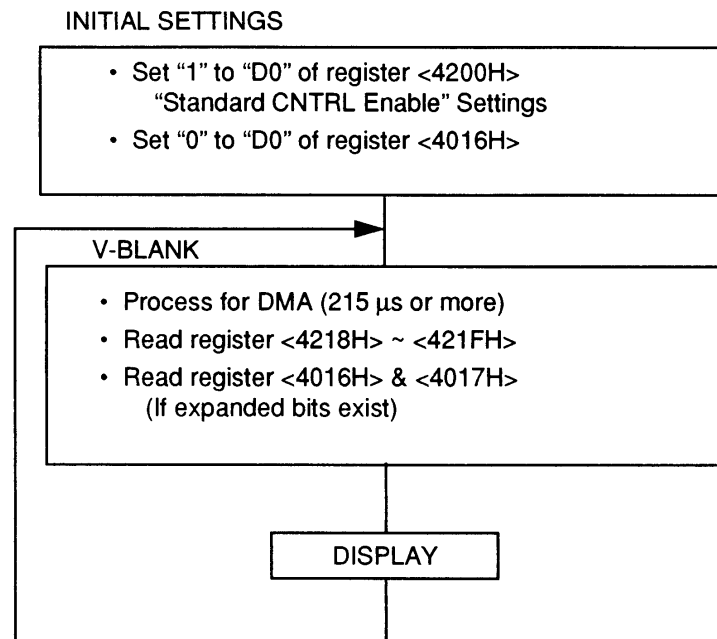 INITIAL SETTINGS
• Set “1” to “D0” of register <4200H>
“Standard CNTRL Enable” Settings
• Set “0” to “D0” of register <4016H>
V-BLANK
• Process for DMA (215 μs or more)
• Read register <4218H> ~ <421FH>
• Read register <4016H> & <4017H>
(If expanded bits exist)
DISPLAY